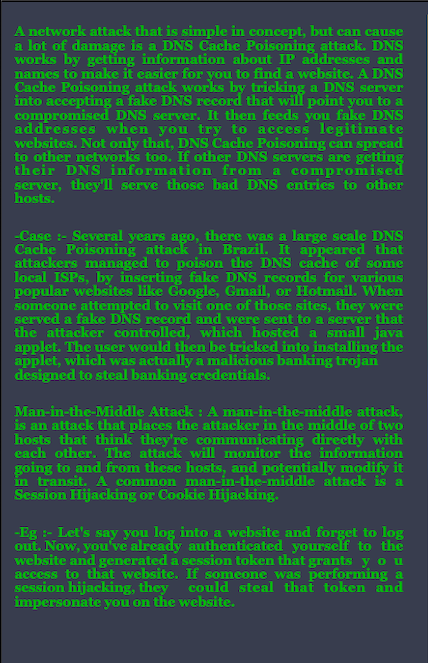 A network attack that is simple in concept, but can cause
a lot of damage is a DNS Cache Poisoning attack. DNS
works by getting information about IP addresses and
names to make it easier for you to find a website. A DNS
Cache Poisoning attack works by tricking a DNS server
into accepting a fake DNS record that will point you to a
compromised DNS server. It then feeds you fake DNS
addresses when you try to access legitimate
websites. Not only that, DNS Cache Poisoning can spread
to other networks too. If other DNS servers are getting
their DNS information from a compromised
server, they'll serve those bad DNS entries to other
hosts.
-Case :- Several years ago, there was a large scale DNS
Cache Poisoning attack in Brazil. It appeared that
attackers managed to poison the DNS cache of some
local ISPs, by inserting fake DNS records for various
popular websites like Google, Gmail, or Hotmail. When
someone attempted to visit one of those sites, they were
served a fake DNS record and were sent to a server that
the attacker controlled, which hosted a small java
applet. The user would then be tricked into installing the
applet, which was actually a malicious banking trojan
designed to steal banking credentials.
Man-in-the-Middle Attack : A man-in-the-middle attack,
is an attack that places the attacker in the middle of two
hosts that think they're communicating directly with
each other. The attack will monitor the information
going to and from these hosts, and potentially modify it
in transit. A common man-in-the-middle attack is a
Session Hijacking or Cookie Hijacking.
-Eg :- Let's say you log into a website and forget to log
out. Now, you've already authenticated yourself to the
website and generated a session token that grants y o u
access to that website. If someone was performing a
session hijacking, they could steal that token and
impersonate you on the website.